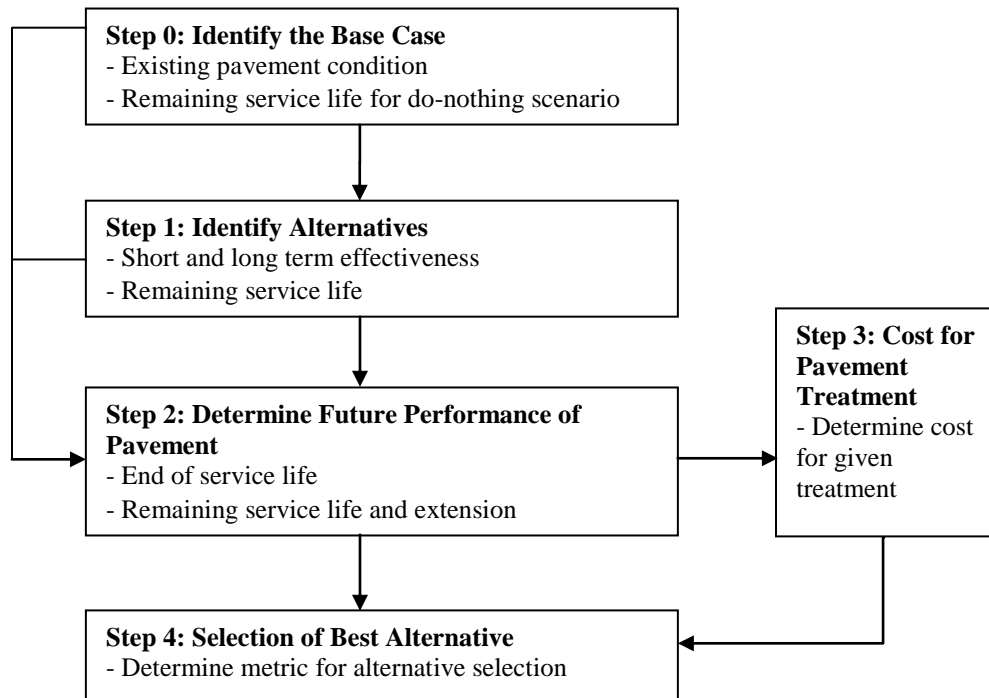 Step 0: Identify the Base Case
- Existing pavement condition
- Remaining service life for do-nothing scenario
Step 1: Identify Alternatives
- Short and long term effectiveness
- Remaining service life
Step 2: Determine Future Performance of
Pavement
- End of service life
- Remaining service life and extension
Step 3: Cost for
Pavement
Treatment
- Determine cost
for given
treatment
Step 4: Selection of Best Alternative
- Determine metric for alternative selection